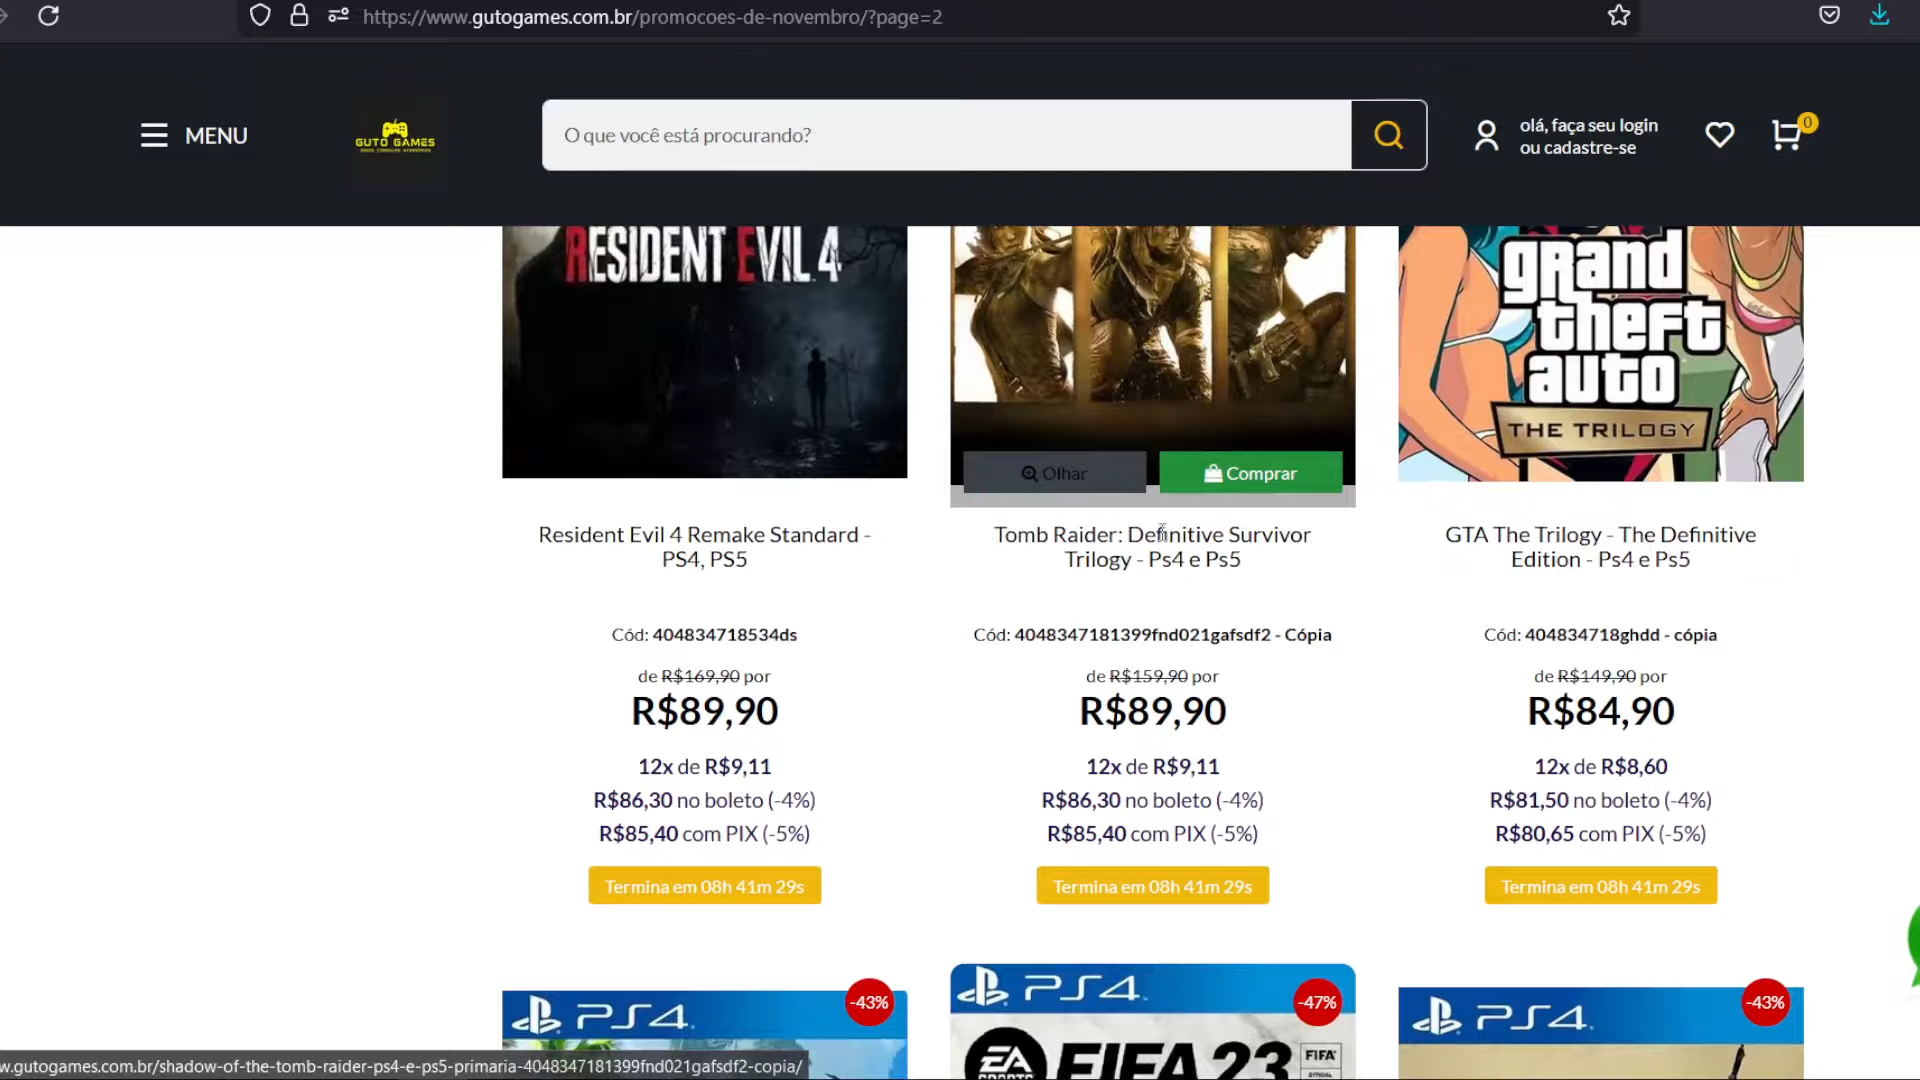 https://www.gutogames.com.br/promocoes-de-novembro/?page=2
MENU
GUTO GAMES
O que você está procurando?
olá, faça seu login
ou cadastre-se
0
RESIDENT EVIL 4
grand
theft
auto
THE TRILOGY
Olhar
Comprar
Resident Evil 4 Remake Standard -
PS4, PS5
Tomb Raider: Definitive Survivor
Trilogy - Ps4 e Ps5
GTA The Trilogy - The Definitive
Edition - Ps4 e Ps5
Cód: 404834718534ds
Cód: 4048347181399fnd021gafsdf2 - Cópia
Cód: 404834718ghdd - cópia
de R$169,90 por
de R$159,90 por
de R$149,90 por
R$89,90
R$89,90
R$84,90
12x de R$9,11
12x de R$9,11
12x de R$8,60
R$86,30 no boleto (-4%)
R$86,30 no boleto (-4%)
R$81,50 no boleto (-4%)
R$85,40 com PIX (-5%)
R$85,40 com PIX (-5%)
R$80,65 com PIX (-5%)
Termina em 08h 41m 29s
Termina em 08h 41m 29s
Termina em 08h 41m 29s
PS4
-43%
PS4
-47%
PS4
-43%
EA
SPORTS
FIFA 23
FIFA
w.gutogames.com.br/shadow-of-the-tomb-raider-ps4-e-ps5-primaria-4048347181399fnd021gafsdf2-copia/